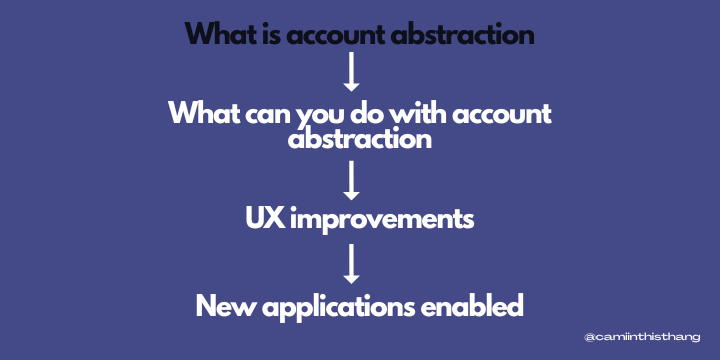 What is account abstraction
What can you do with account
abstraction
UX improvements
New applications enabled
@camiinthisthang